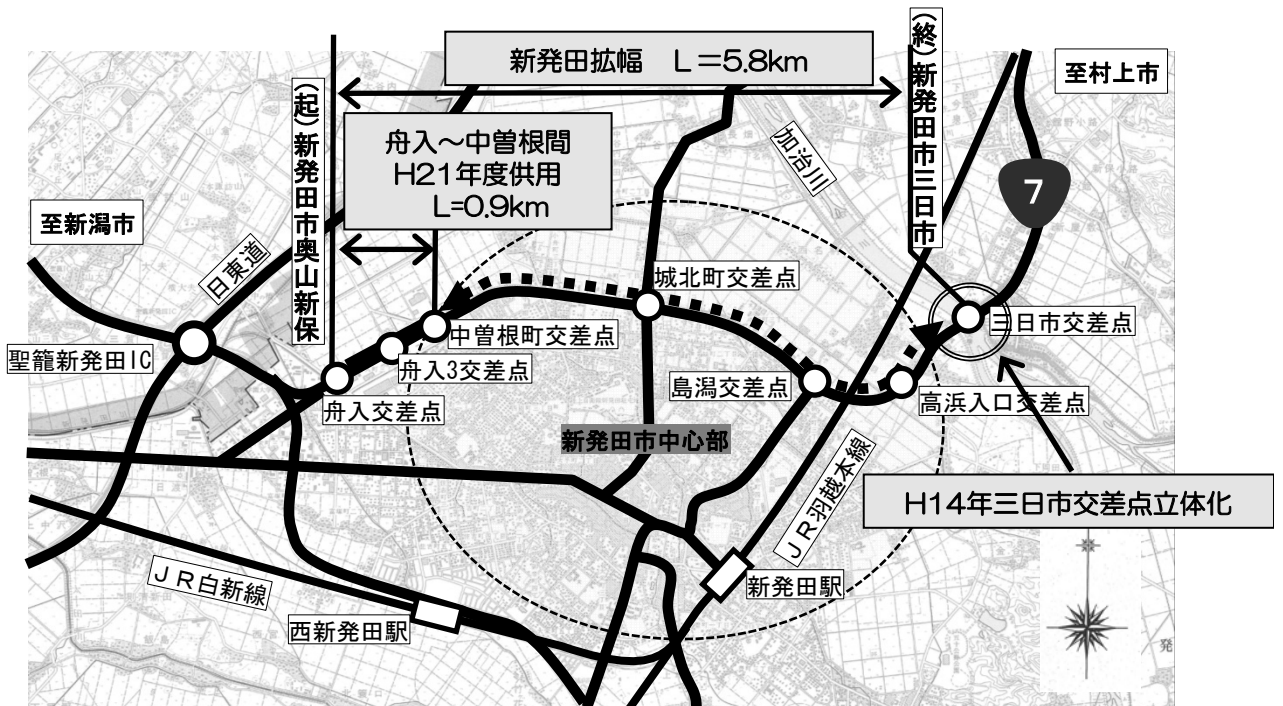 新発田拡幅　L＝5.8km
(起)新発田市奥山新保
(終)新発田市三日市
至村上市
舟入～中曽根間
H21年度供用
L=0.9km
加治川
7
至新潟市
日東道
城北町交差点
三日市交差点
中曽根町交差点
聖籠新発田IC
舟入3交差点
島潟交差点
高浜入口交差点
舟入交差点
新発田市中心部
JR羽越本線
H14年三日市交差点立体化
JR白新線
新発田駅
西新発田駅
発